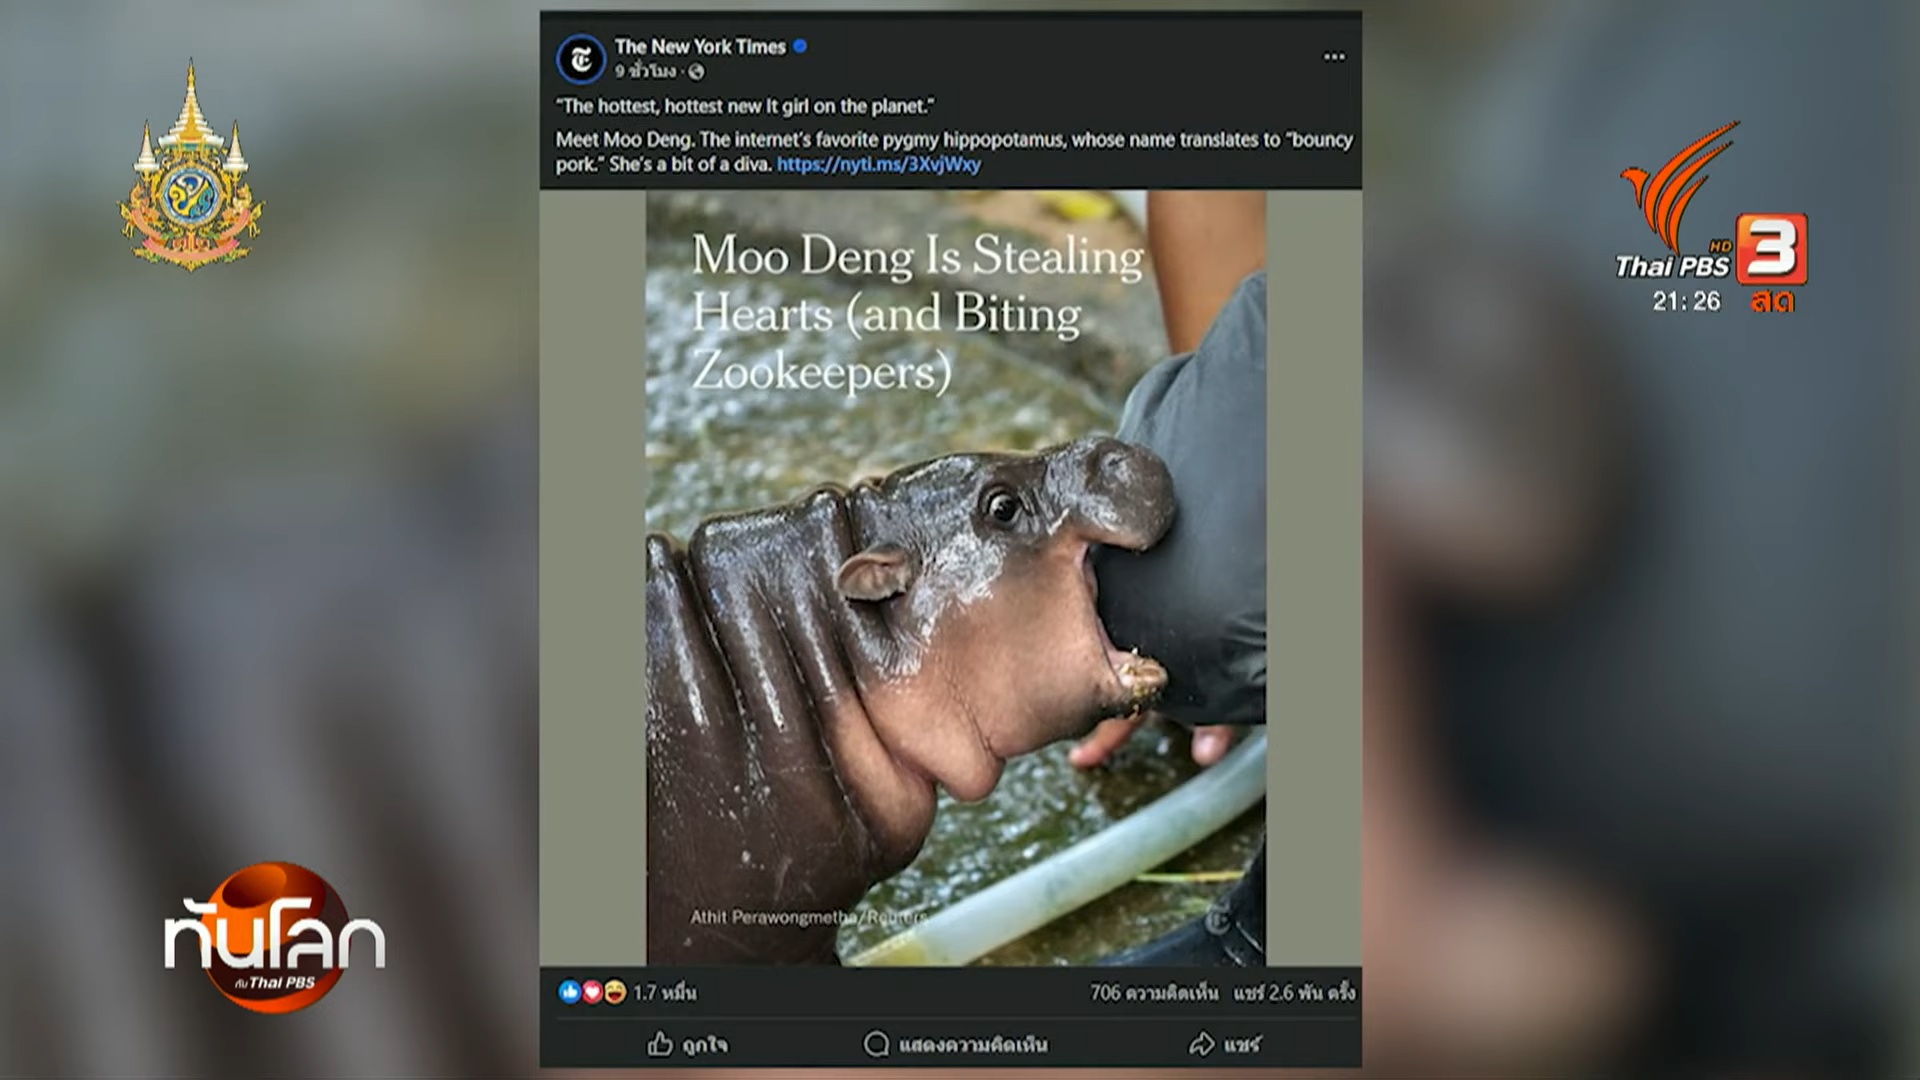 The New York Times
9 ชั่วโมง ·
“The hottest, hottest new It girl on the planet.”
Meet Moo Deng. The internet's favorite pygmy hippopotamus, whose name translates to “bouncy
pork.” She's a bit of a diva. https://nyti.ms/3XvjWxy
Moo Deng Is Stealing
Hearts (and Biting
Zookeepers)
Athit Perawongmetha/Reuters
1.7 หมื่น
706 ความคิดเห็น แชร์ 2.6 พัน ครั้ง
ถูกใจ
แสดงความคิดเห็น
แชร์
HD
Thai PBS 3
21:26 สด
ทันโลก
กับ Thai PBS